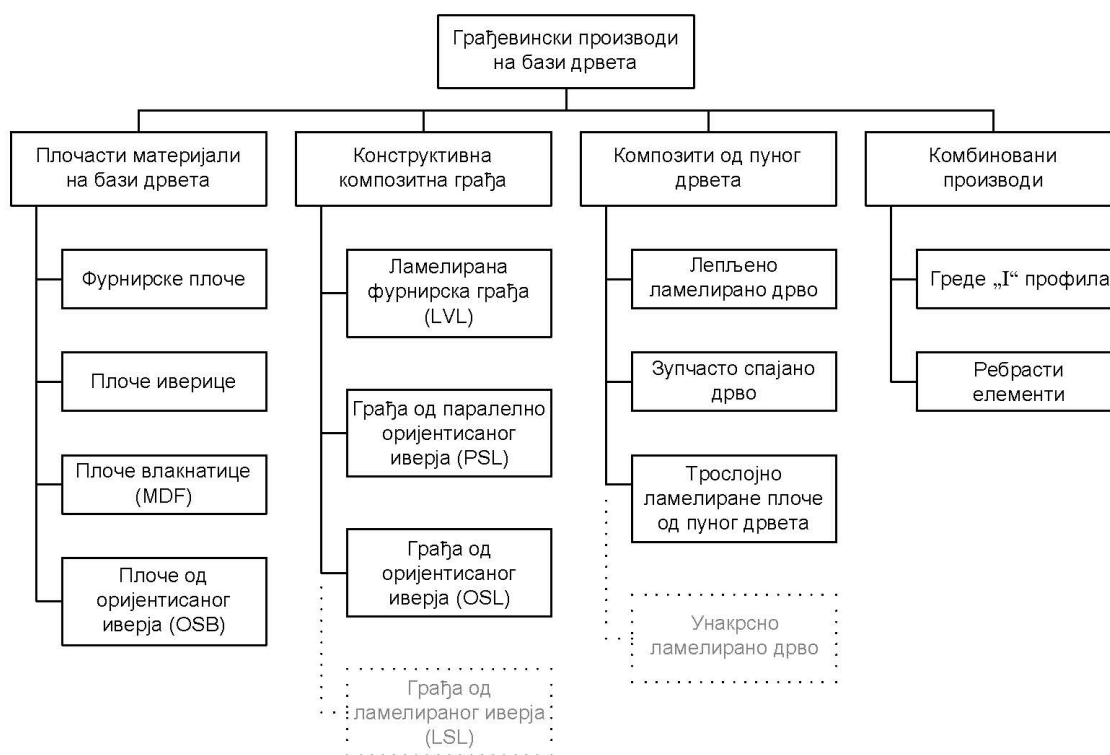 Грађевински производи
на бази дрвета
Плочасти материјали
на бази дрвета
Фурнирске плоче
Плоче иверице
Плоче влакнатице
(MDF)
Плоче од
оријентисаног
иверја (OSB)
Конструктивна
композитна грађа
Ламелирана
фурнирска грађа
(LVL)
Грађа од паралелно
оријентисаног
иверја (PSL)
Грађа од
оријентисаног
иверја (OSL)
Грађа од
ламелираног иверја
(LSL)
Композити од пуног
дрвета
Лепљено
ламелирано дрво
Зупчасто спајано
дрво
Трослојно
ламелиране плоче
од пуног дрвета
Унакрсно
ламелирано дрво
Комбиновани
производи
Греде „I“ профила
Ребрасти
елементи